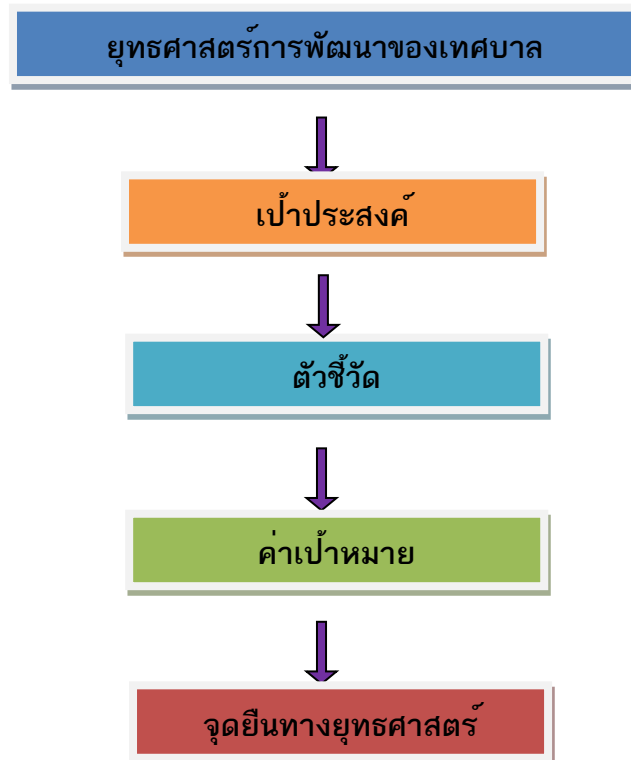 ยุทธศาสตร์การพัฒนาของเทศบาล
เป้าประสงค์
ตัวชี้วัด
ค่าเป้าหมาย
จุดยืนทางยุทธศาสตร์